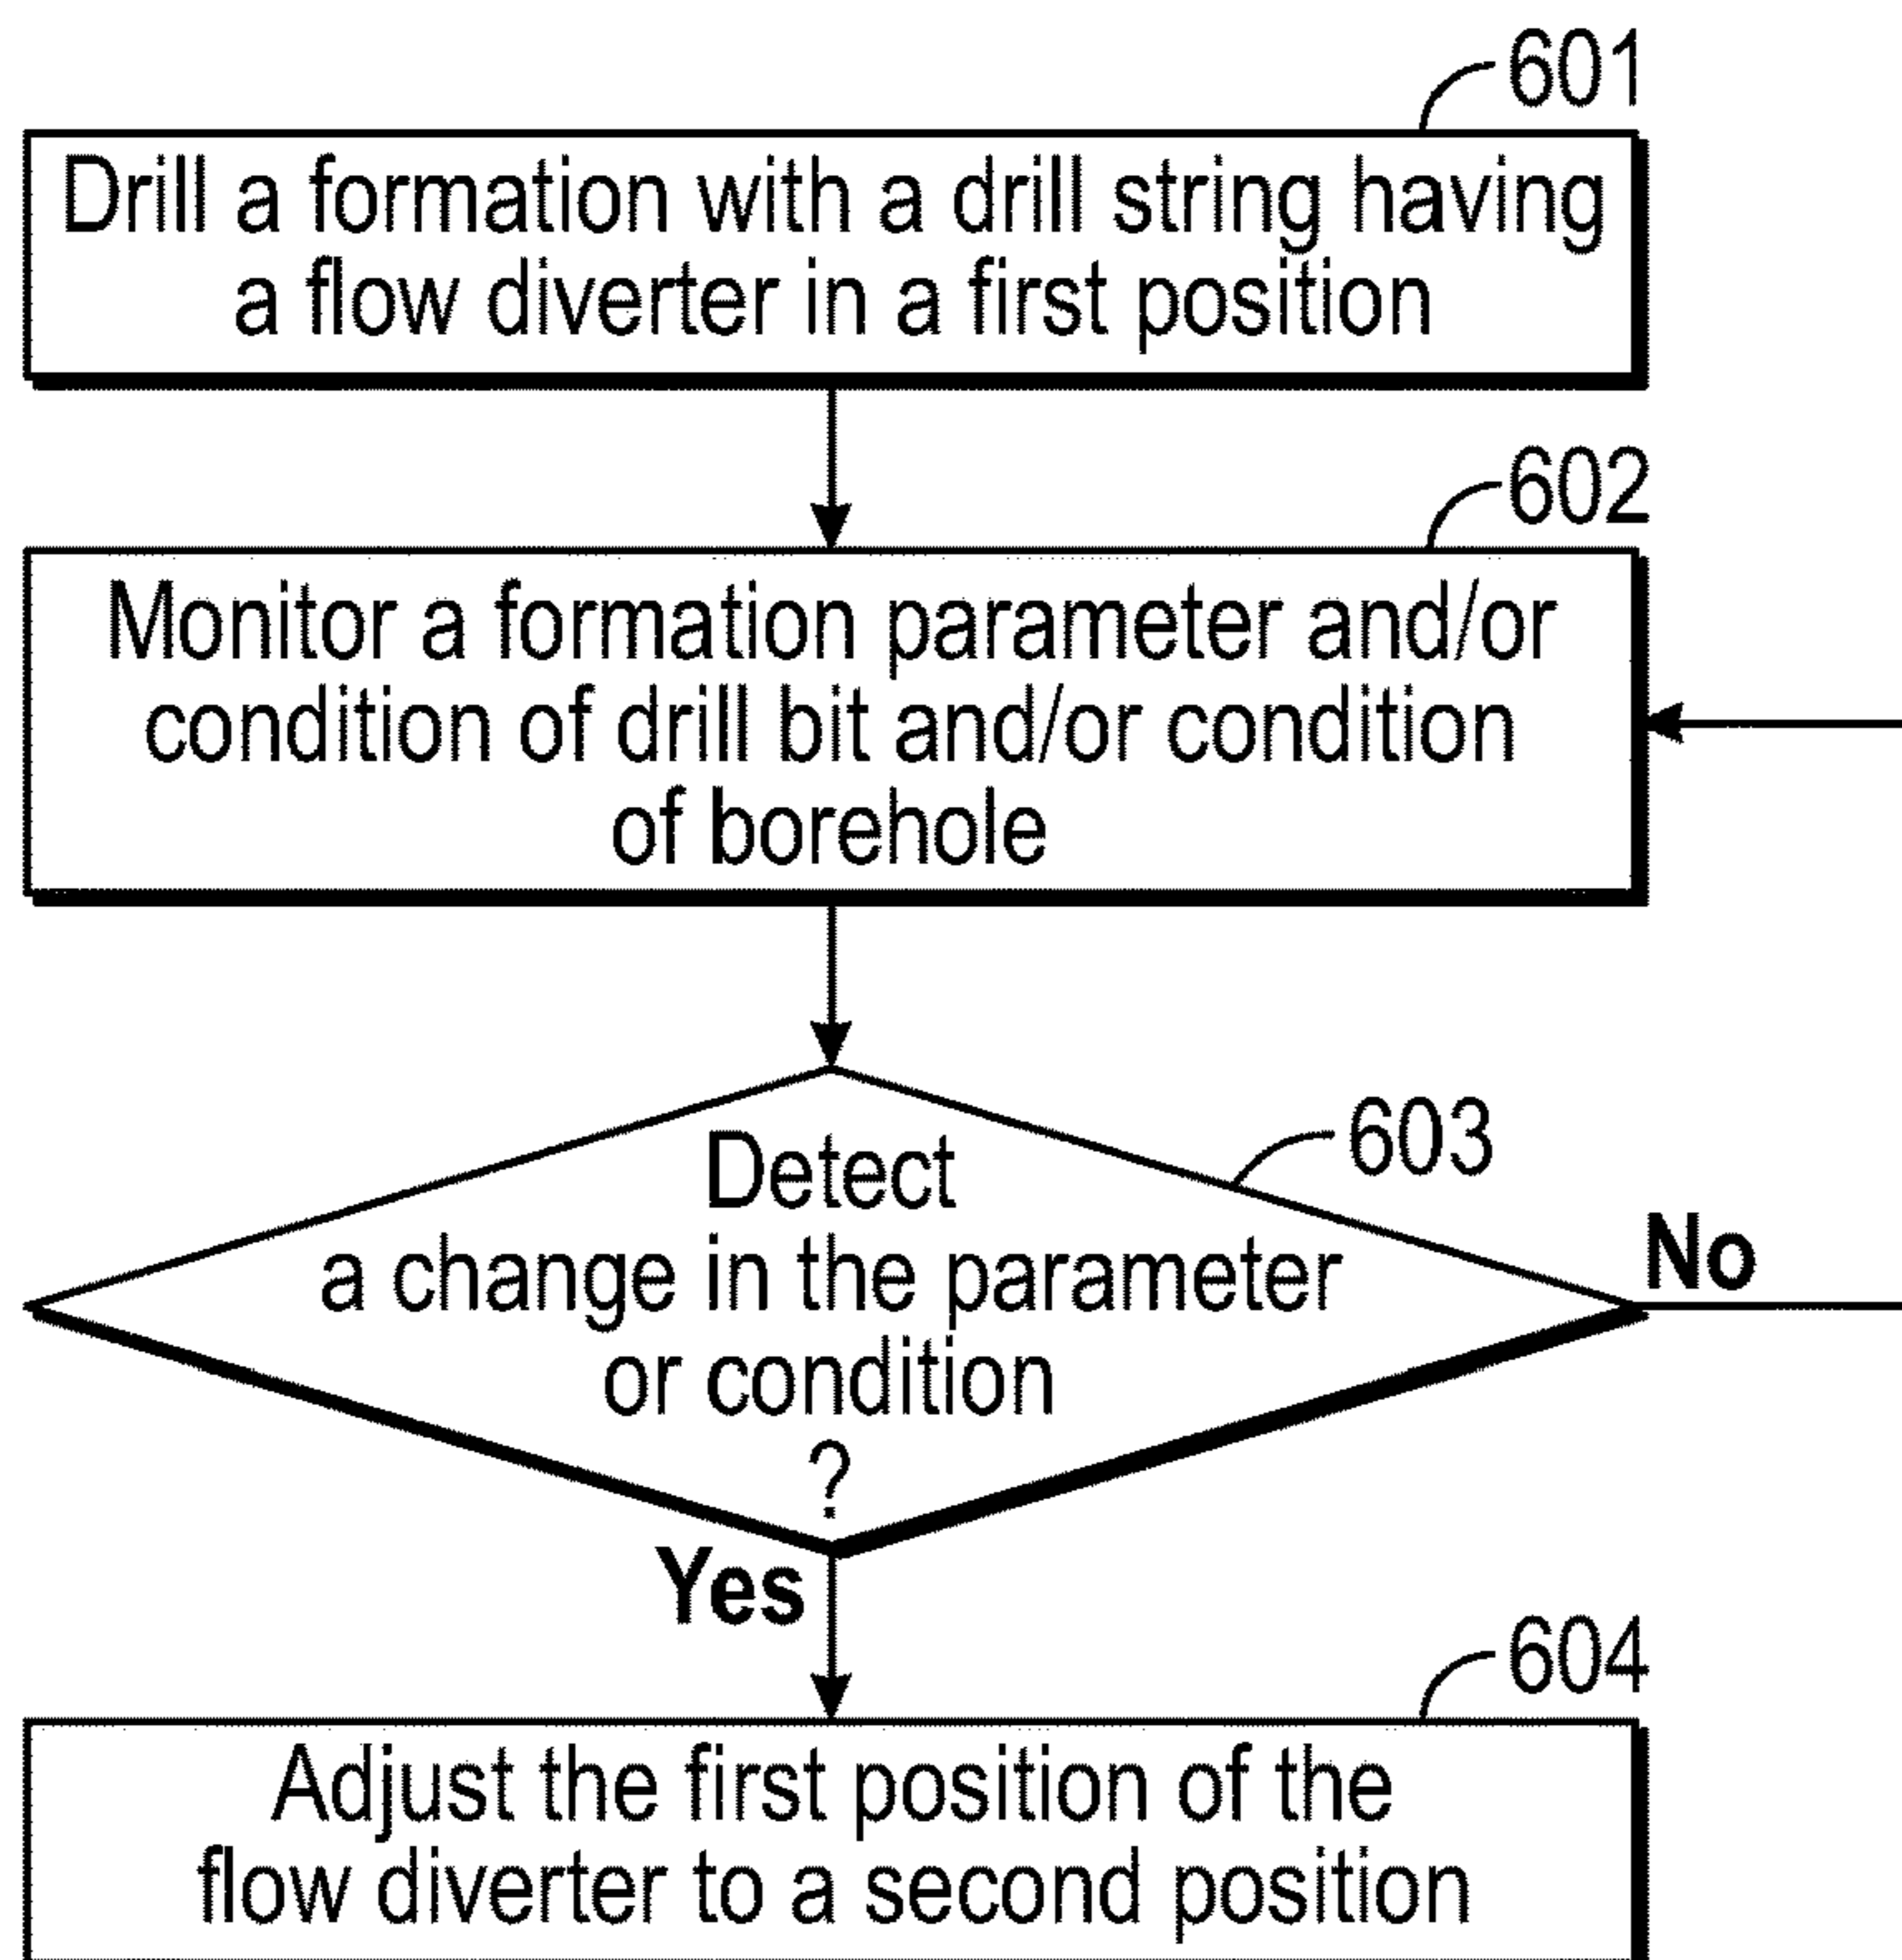 601
Drill a formation with a drill string having
a flow diverter in a first position
602
Monitor a formation parameter and/or
condition of drill bit and/or condition
of borehole
603
Detect
a change in the parameter
or condition
?
No
Yes
604
Adjust the first position of the
flow diverter to a second position